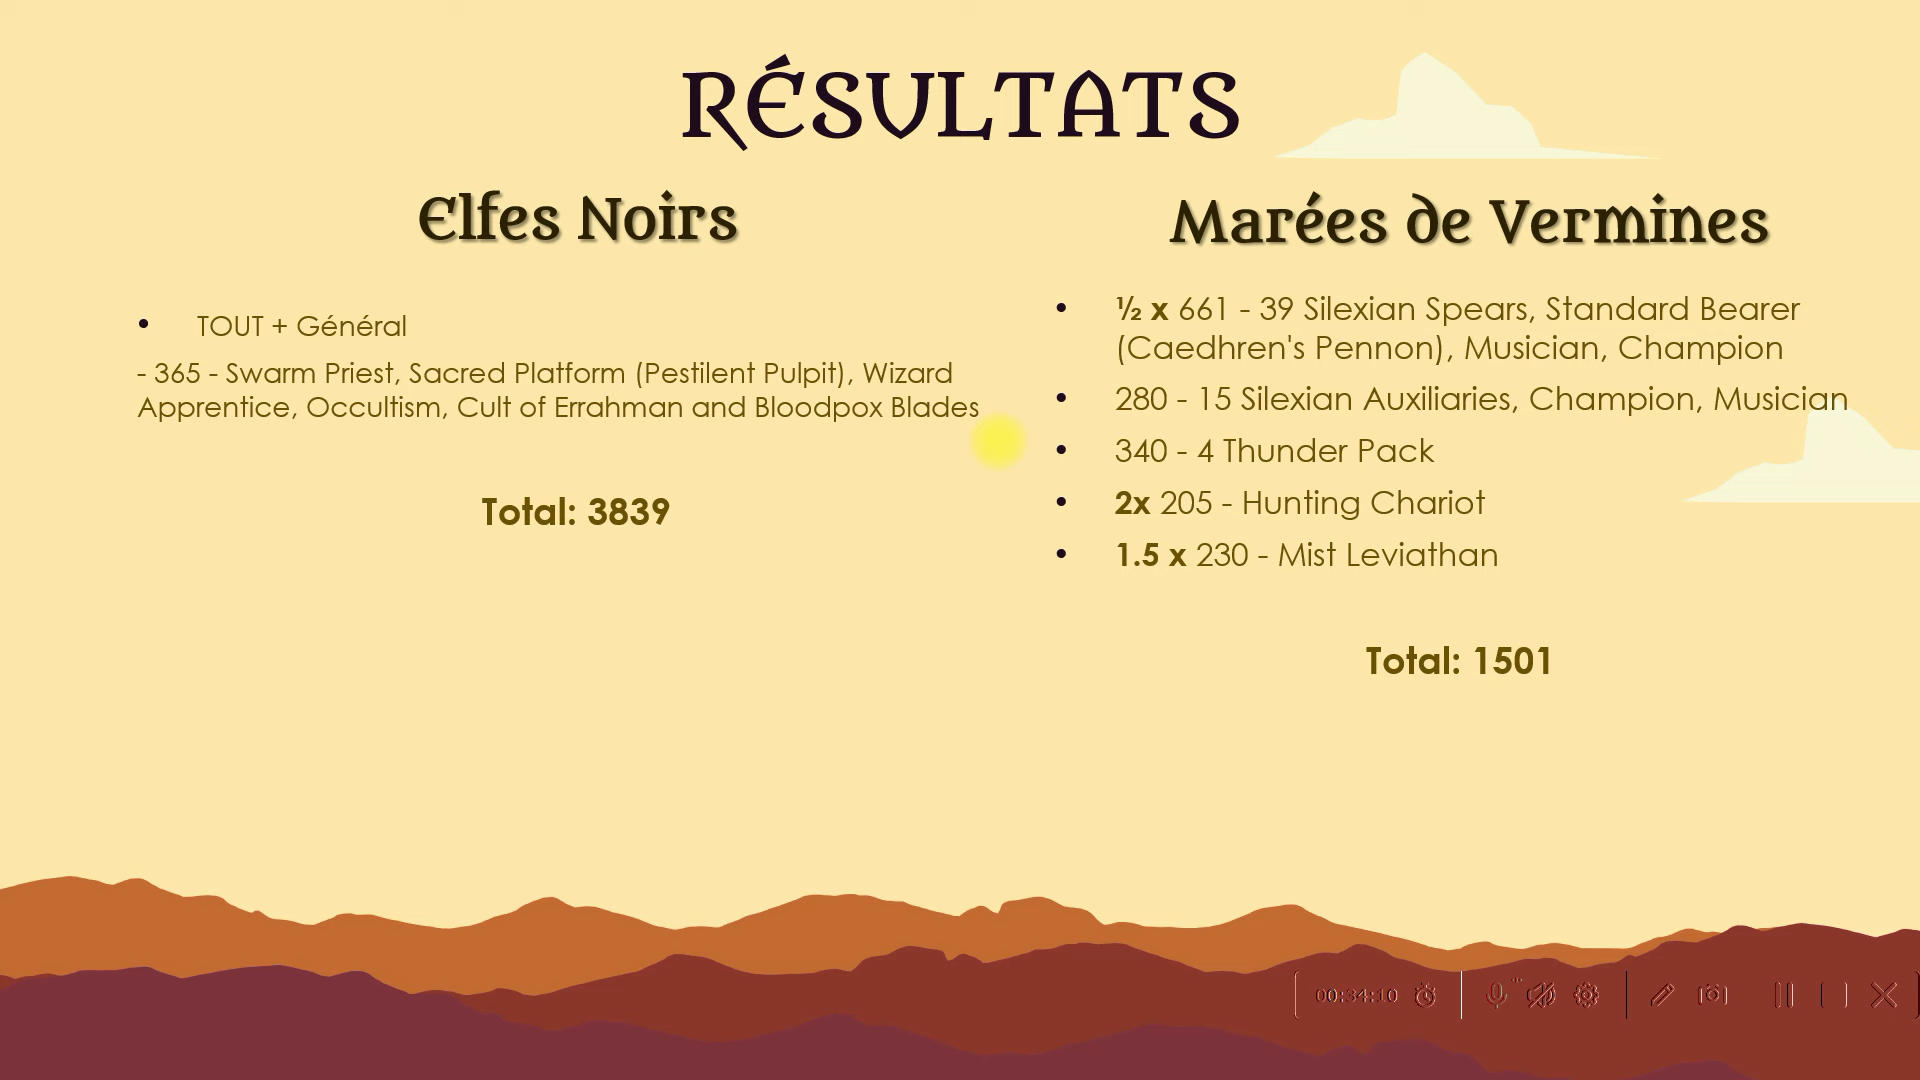 RÉSULTATS
Elfes Noirs
• TOUT + Général
- 365 - Swarm Priest, Sacred Platform (Pestilent Pulpit), Wizard
Apprentice, Occultism, Cult of Errahman and Bloodpox Blades
Total: 3839
Marées de Vermines
• ½ x 661 - 39 Silexian Spears, Standard Bearer
(Caedhren's Pennon), Musician, Champion
• 280 - 15 Silexian Auxiliaries, Champion, Musician
• 340 - 4 Thunder Pack
• 2x 205 - Hunting Chariot
• 1.5 x 230 - Mist Leviathan
Total: 1501
00:34:10